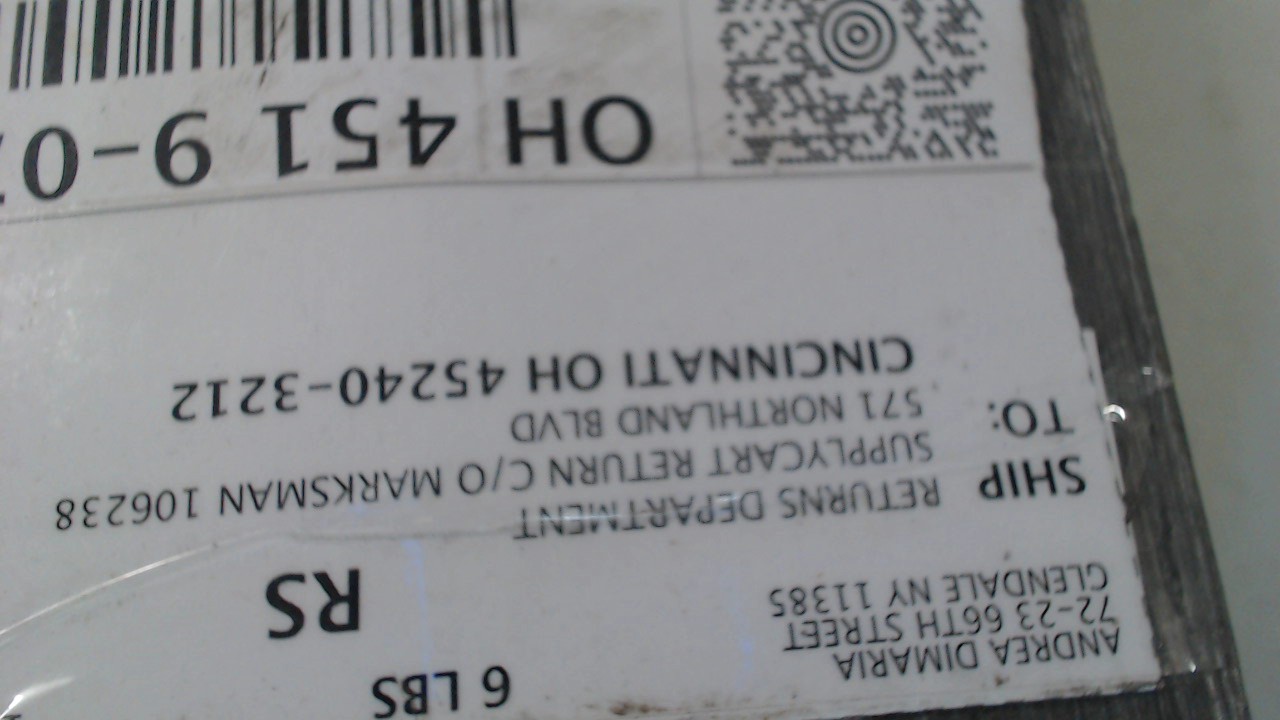 ANDREA DIMARIA
72-23 66TH STREET
GLENDALE NY 11385
6 LBS
RS
SHIP
TO:
RETURNS DEPARTMENT
SUPPLYCART RETURN C/O MARKSMAN 106238
571 NORTHLAND BLVD
CINCINNATI OH 45240-3212
OH 451 9-0